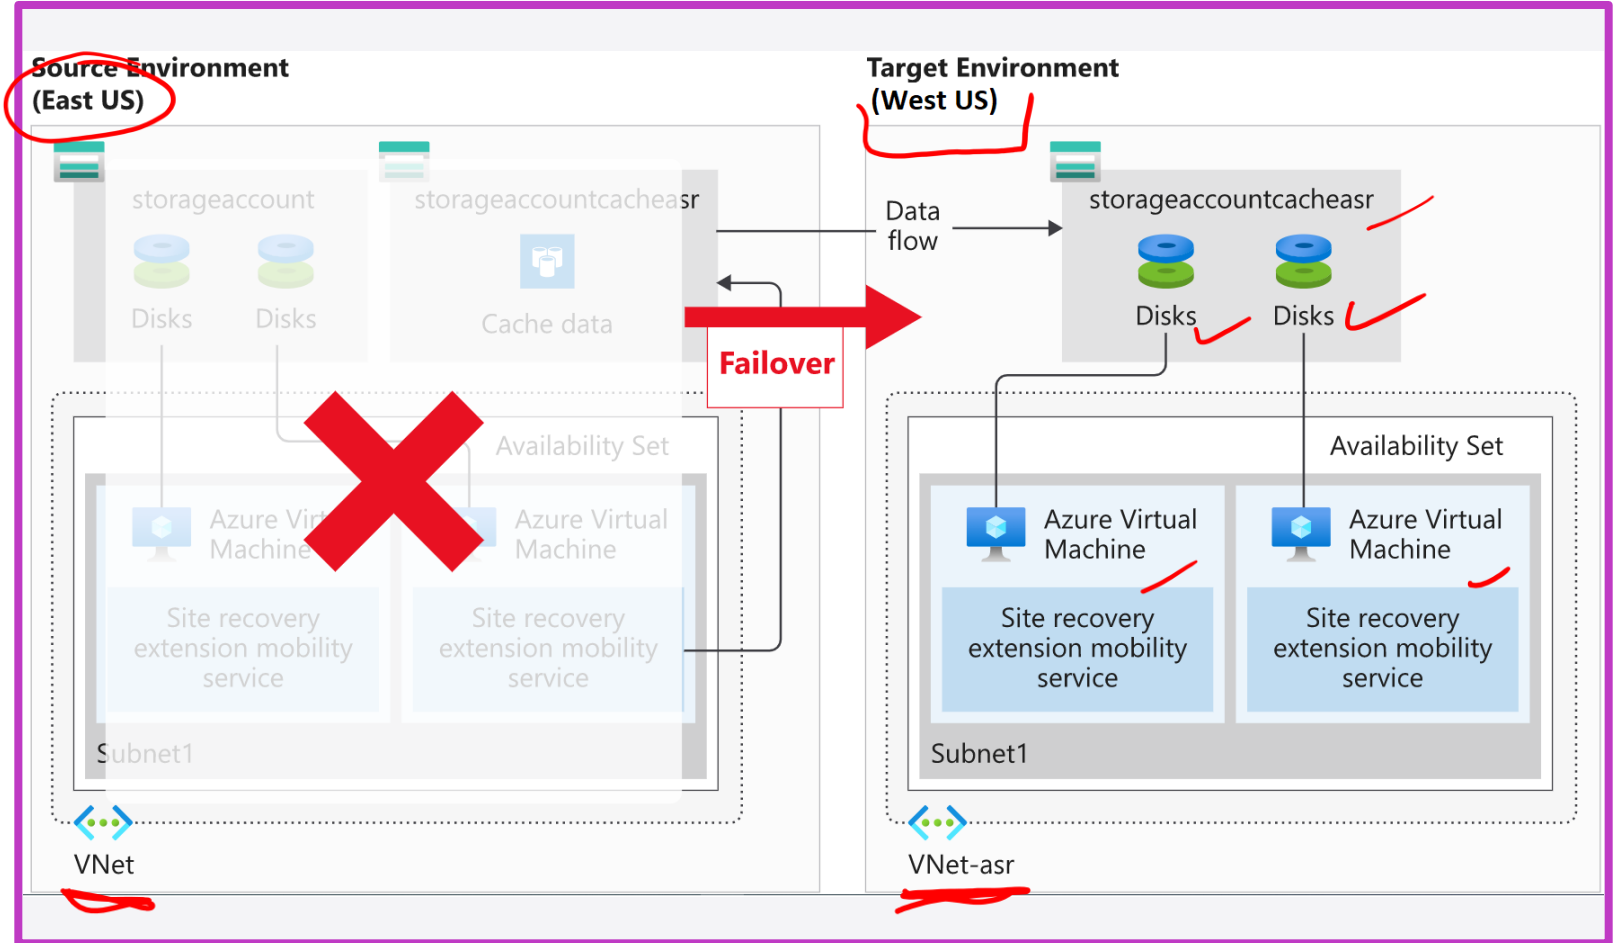 Source Environment
(East US)
storageaccount
Disks
Disks
storageaccountcacheasr
Cache data
Availability Set
Azure Virt
Machine
Site recovery
extension mobility
service
Azure Virtual
Machine
Site recovery
extension mobility
service
Subnet1
VNet
Data
flow
Failover
Target Environment
(West US)
storageaccountcacheasr
Disks
Disks
Availability Set
Azure Virtual
Machine
Site recovery
extension mobility
service
Azure Virtual
Machine
Site recovery
extension mobility
service
Subnet1
VNet-asr